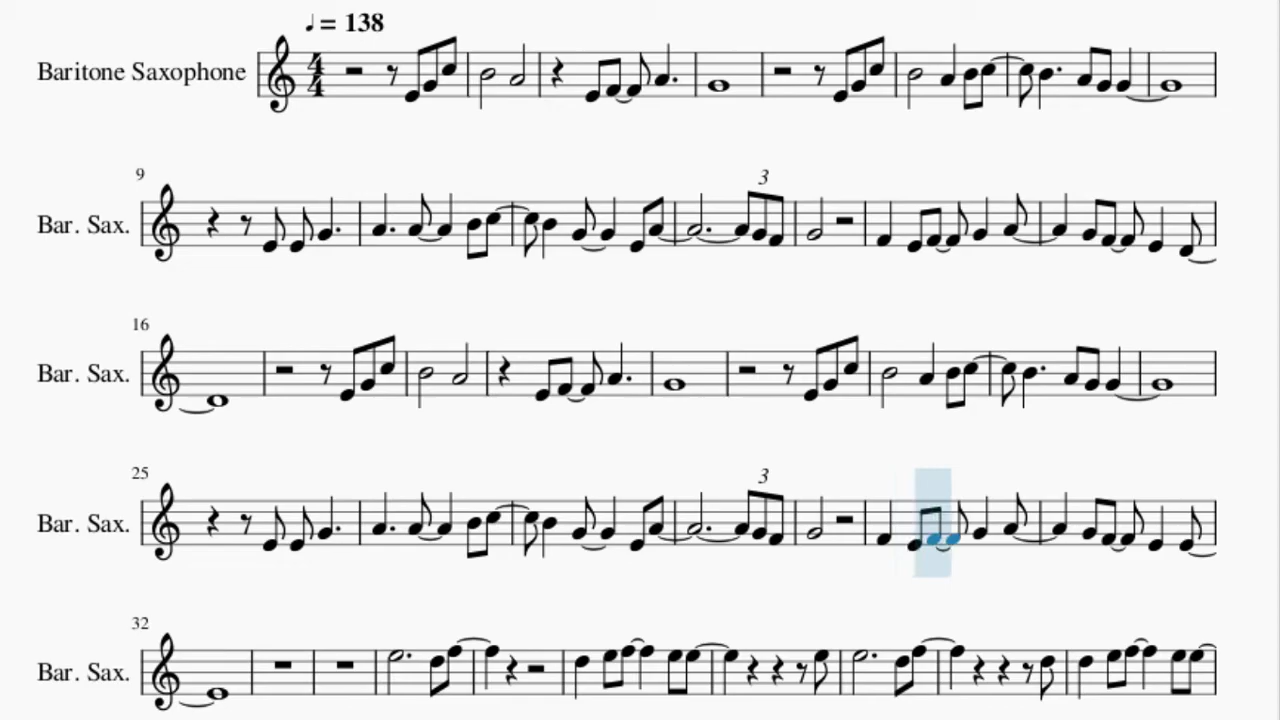 ♩ = 138
Baritone Saxophone
4
4
9
3
Bar. Sax.
16
Bar. Sax.
25
3
Bar. Sax.
32
Bar. Sax.